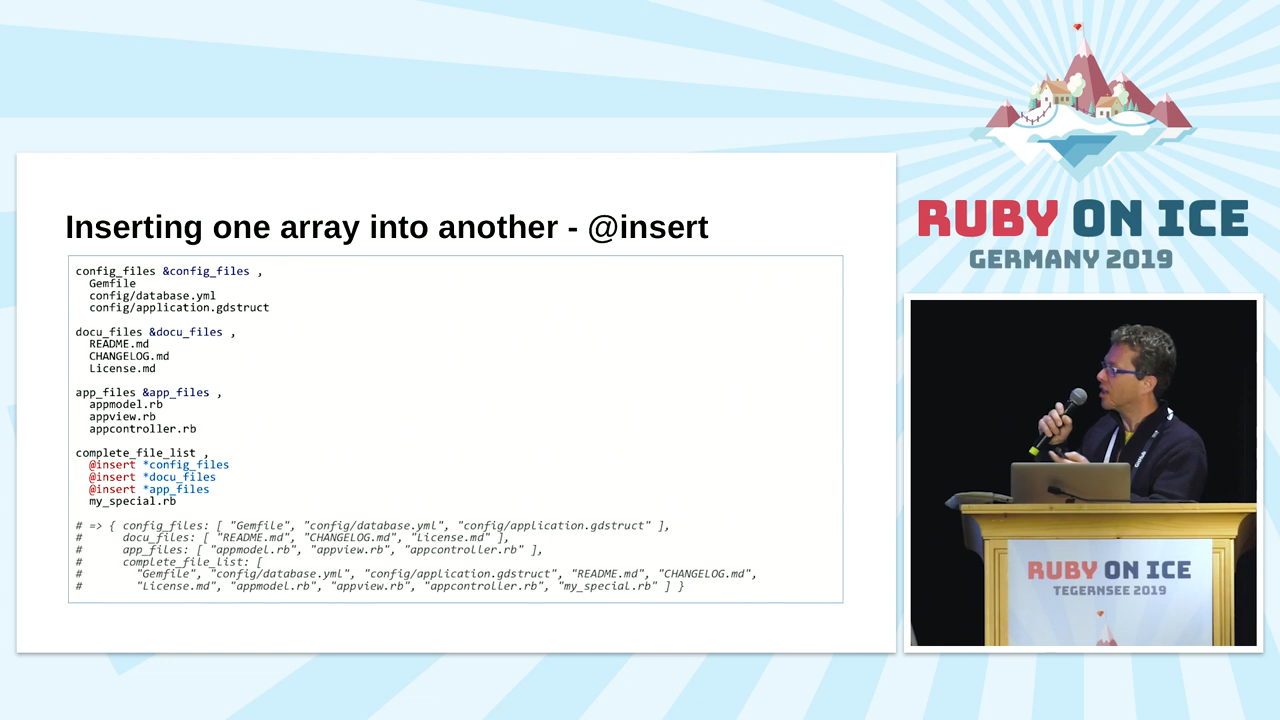 Inserting one array into another - @insert
config_files &config_files ,
  Gemfile
  config/database.yml
  config/application.gdstruct
docu_files &docu_files ,
  README.md
  CHANGELOG.md
  License.md
app_files &app_files ,
  appmodel.rb
  appview.rb
  appcontroller.rb
complete_file_list ,
  @insert *config_files
  @insert *docu_files
  @insert *app_files
  my_special.rb
# => { config_files: [ "Gemfile", "config/database.yml", "config/application.gdstruct" ],
#      docu_files: [ "README.md", "CHANGELOG.md", "License.md" ],
#      app_files: [ "appmodel.rb", "appview.rb", "appcontroller.rb" ],
#      complete_file_list: [
#        "Gemfile", "config/database.yml", "config/application.gdstruct", "README.md", "CHANGELOG.md",
#        "License.md", "appmodel.rb", "appview.rb", "appcontroller.rb", "my_special.rb" ] }
RUBY ON ICE
GERMANY 2019
RUBY ON ICE
TEGERNSEE 2019